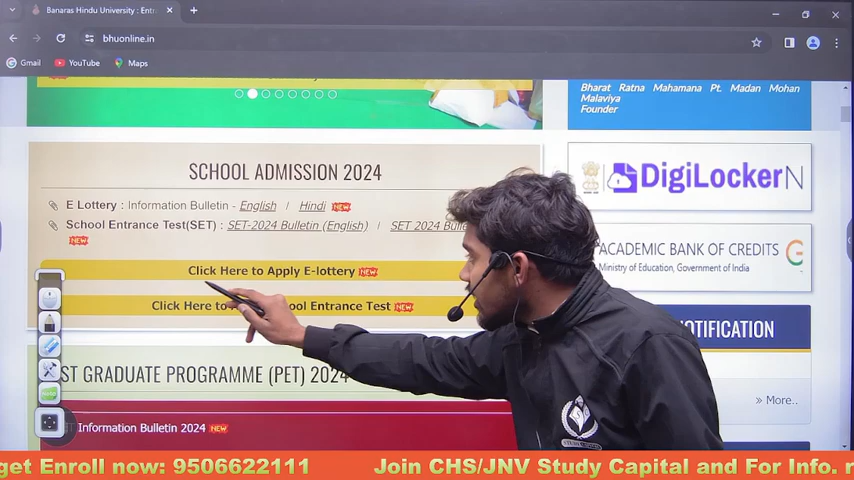 Banaras Hindu University : Entr
bhuonline.in
Gmail
YouTube
Maps
Bharat Ratna Mahamana Pt. Madan Mohan
Malaviya
Founder
SCHOOL ADMISSION 2024
E Lottery : Information Bulletin - English / Hindi NEW
School Entrance Test(SET) : SET-2024 Bulletin (English) / SET 2024 Bulle
NEW
Click Here to Apply E-lottery NEW
Click Here to School Entrance Test NEW
DigiLockerN
ACADEMIC BANK OF CREDITS
Ministry of Education, Government of India
NOTIFICATION
» More..
ST GRADUATE PROGRAMME (PET) 2024
Information Bulletin 2024 NEW
get Enroll now: 9506622111 Join CHS/JNV Study Capital and For Info. r